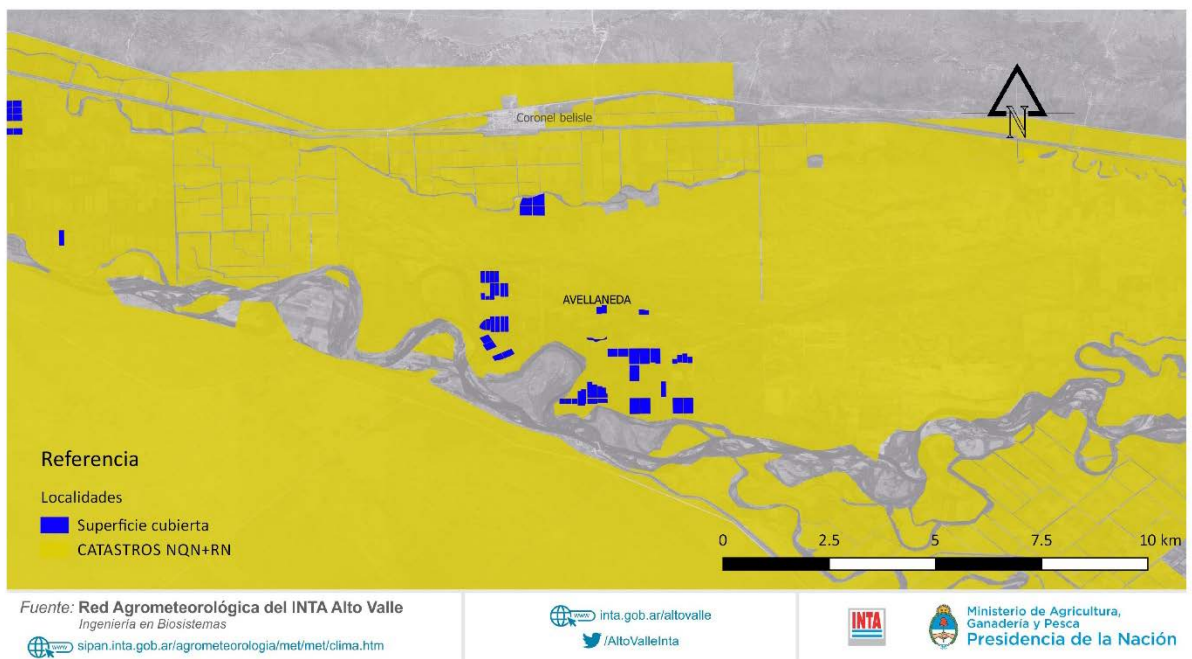 Coronel belisle
N
AVELLANEDA
Referencia
Localidades
Superficie cubierta
CATASTROS NQN+RN
0 2.5 5 7.5 10 km
Fuente: Red Agrometeorológica del INTA Alto Valle
Ingeniería en Biosistemas
www sipan.inta.gob.ar/agrometeorologia/met/met/clima.htm
www inta.gob.ar/altovalle
/AltoValleInta
INTA
Ministerio de Agricultura,
Ganadería y Pesca
Presidencia de la Nación